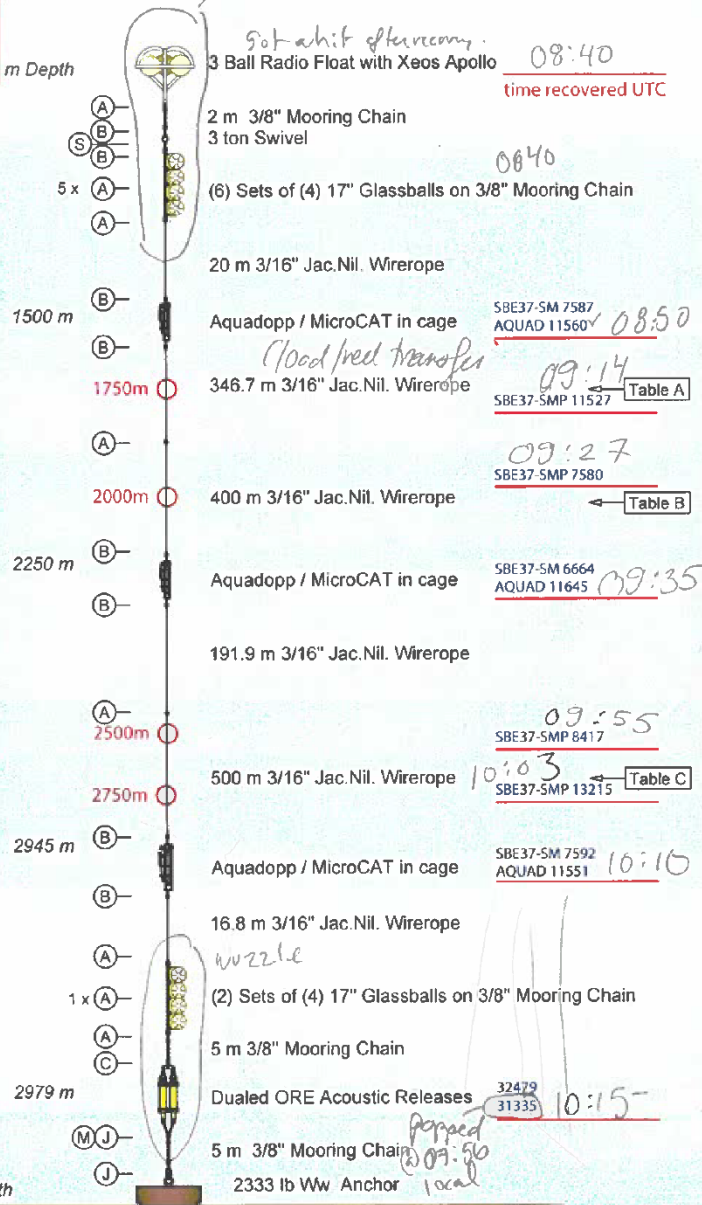 Got a hit after recovery.
m Depth
3 Ball Radio Float with Xeos Apollo 08:40
time recovered UTC
A
2 m 3/8" Mooring Chain
B
3 ton Swivel
S
B
0840
5 x A (6) Sets of (4) 17" Glassballs on 3/8" Mooring Chain
A
20 m 3/16" Jac.Nil. Wirerope
B
SBE37-SM 7587
1500 m Aquadopp / MicroCAT in cage AQUAD 11560 ✓ 08:50
B
(load/reel transfer
09:14
1750m 346.7 m 3/16" Jac.Nil. Wirerope Table A
SBE37-SMP 11527
A
09:27
SBE37-SMP 7580
2000m 400 m 3/16" Jac.Nil. Wirerope Table B
B
SBE37-SM 6664
2250 m Aquadopp / MicroCAT in cage AQUAD 11645 09:35
B
191.9 m 3/16" Jac.Nil. Wirerope
A
09:55
2500m SBE37-SMP 8417
500 m 3/16" Jac.Nil. Wirerope 10:03 Table C
2750m SBE37-SMP 13215
B
2945 m SBE37-SM 7592
Aquadopp / MicroCAT in cage AQUAD 11551 10:10
B
16.8 m 3/16" Jac.Nil. Wirerope
A
wuzzle
1 x A (2) Sets of (4) 17" Glassballs on 3/8" Mooring Chain
A
5 m 3/8" Mooring Chain
C
32479
2979 m Dualed ORE Acoustic Releases 31335 10:15
popped
M J 5 m 3/8" Mooring Chain @ 07:56
J 2333 lb Ww Anchor local
th